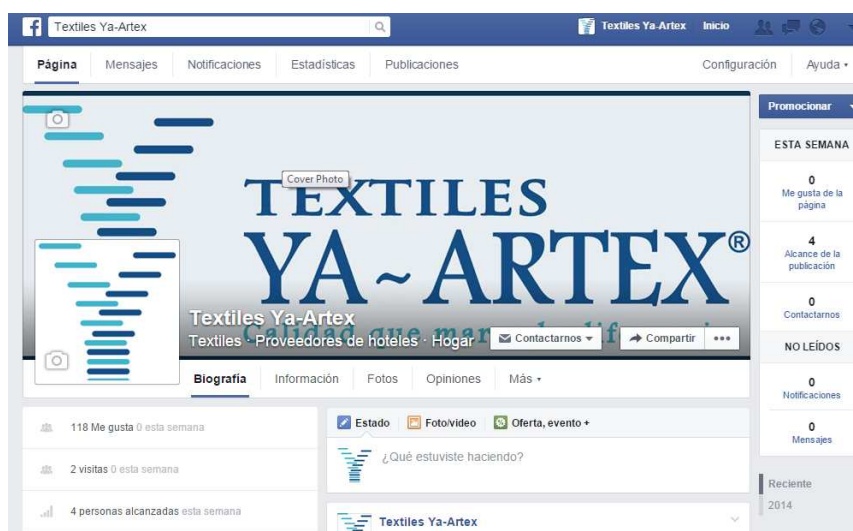 Textiles Ya-Artex
Textiles Ya-Artex Inicio
Página Mensajes Notificaciones Estadísticas Publicaciones Configuración Ayuda
Promocionar
ESTA SEMANA
0
Me gusta de la
página
4
Alcance de la
publicación
0
Contactarnos
NO LEÍDOS
0
Notificaciones
0
Mensajes
Reciente
2014
Cover Photo
TEXTILES
YA~ARTEX®
Calidad que mar
Textiles Ya-Artex
Textiles · Proveedores de hoteles · Hogar
Contactarnos Compartir
Biografía Información Fotos Opiniones Más
118 Me gusta 0 esta semana
2 visitas 0 esta semana
4 personas alcanzadas esta semana
Estado Foto/video Oferta, evento +
¿Qué estuviste haciendo?
Textiles Ya-Artex